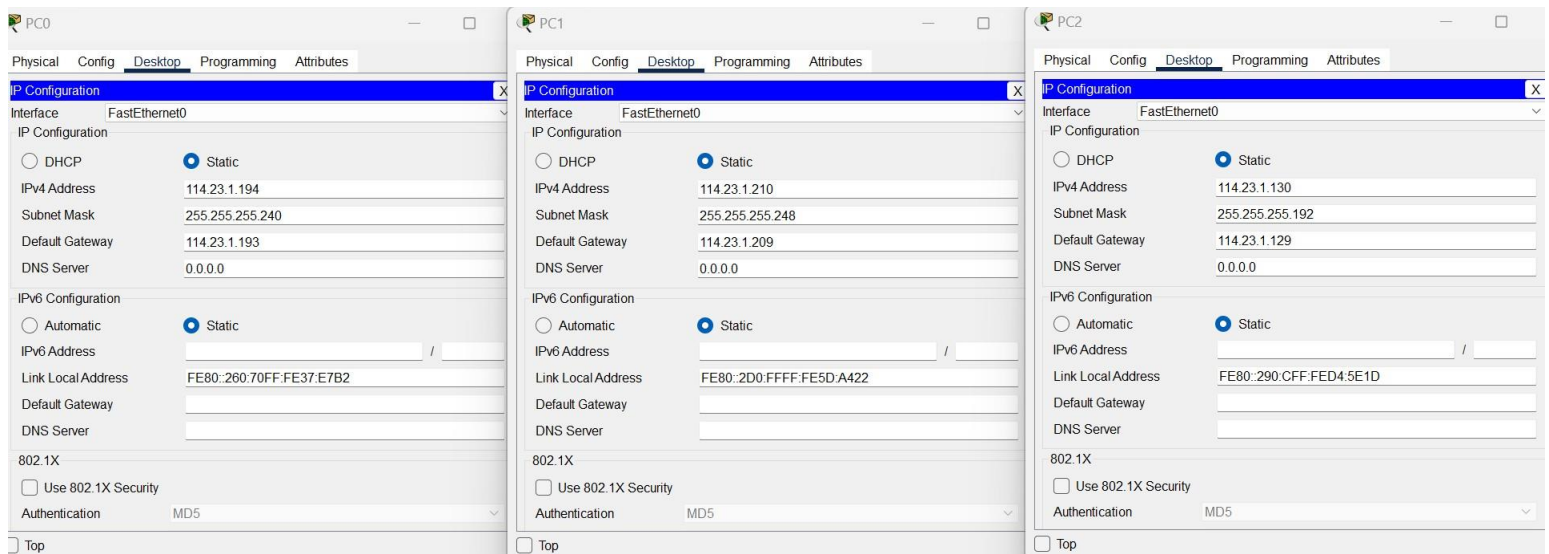 PC0
Physical Config Desktop Programming Attributes
IP Configuration X
Interface FastEthernet0
IP Configuration
DHCP Static
IPv4 Address 114.23.1.194
Subnet Mask 255.255.255.240
Default Gateway 114.23.1.193
DNS Server 0.0.0.0
IPv6 Configuration
Automatic Static
IPv6 Address /
Link Local Address FE80::260:70FF:FE37:E7B2
Default Gateway
DNS Server
802.1X
Use 802.1X Security
Authentication MD5
Top
PC1
Physical Config Desktop Programming Attributes
IP Configuration X
Interface FastEthernet0
IP Configuration
DHCP Static
IPv4 Address 114.23.1.210
Subnet Mask 255.255.255.248
Default Gateway 114.23.1.209
DNS Server 0.0.0.0
IPv6 Configuration
Automatic Static
IPv6 Address /
Link Local Address FE80::2D0:FFFF:FE5D:A422
Default Gateway
DNS Server
802.1X
Use 802.1X Security
Authentication MD5
Top
PC2
Physical Config Desktop Programming Attributes
IP Configuration X
Interface FastEthernet0
IP Configuration
DHCP Static
IPv4 Address 114.23.1.130
Subnet Mask 255.255.255.192
Default Gateway 114.23.1.129
DNS Server 0.0.0.0
IPv6 Configuration
Automatic Static
IPv6 Address /
Link Local Address FE80::290:CFF:FED4:5E1D
Default Gateway
DNS Server
802.1X
Use 802.1X Security
Authentication MD5
Top